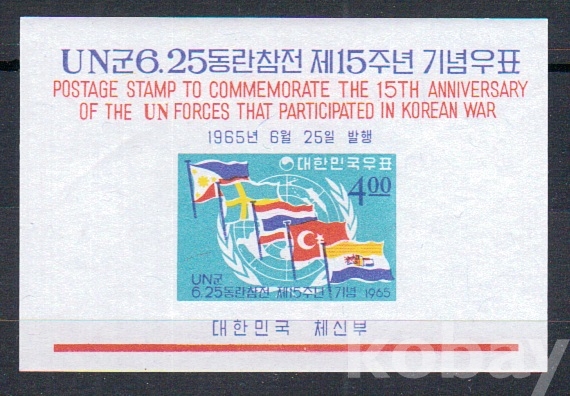 UN군6.25동란참전 제15주년 기념우표
POSTAGE STAMP TO COMMEMORATE THE 15TH ANNIVERSARY
OF THE UN FORCES THAT PARTICIPATED IN KOREAN WAR
1965년 6월 25일 발행
대한민국우표
4.00
UN군
6.25동란참전 제15주년 기념 1965
대한민국 체신부
kobay